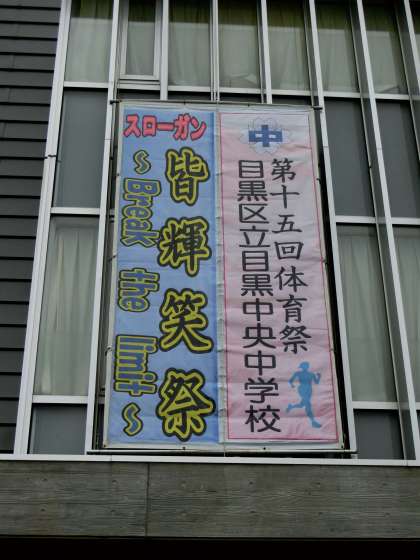 中
第十五回体育祭
目黒区立目黒中央中学校
スローガン
皆輝笑祭
～Break the limit～